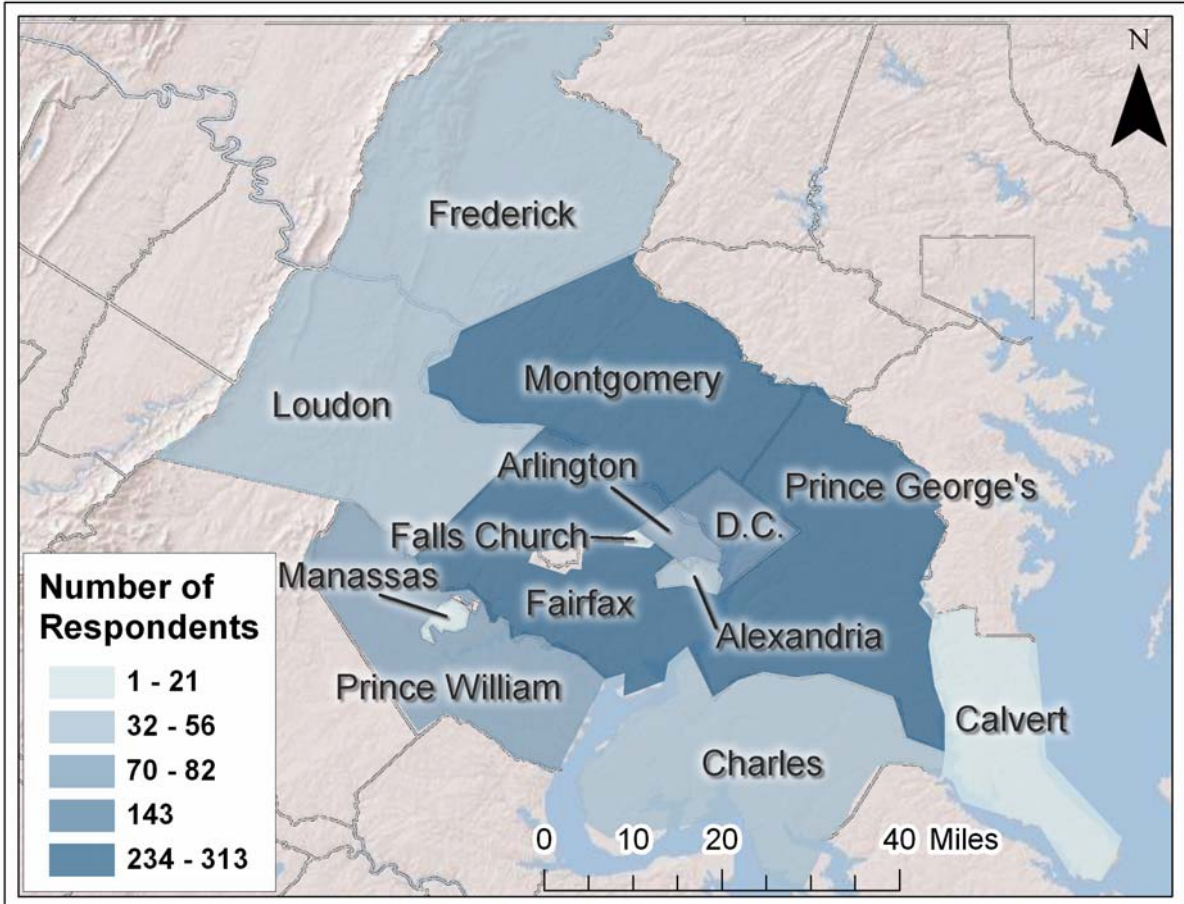 N
Frederick
Montgomery
Loudon
Arlington
Prince George's
D.C.
Falls Church
Manassas
Fairfax
Alexandria
Prince William
Calvert
Charles
Number of
Respondents
1 - 21
32 - 56
70 - 82
143
234 - 313
0 10 20 40 Miles